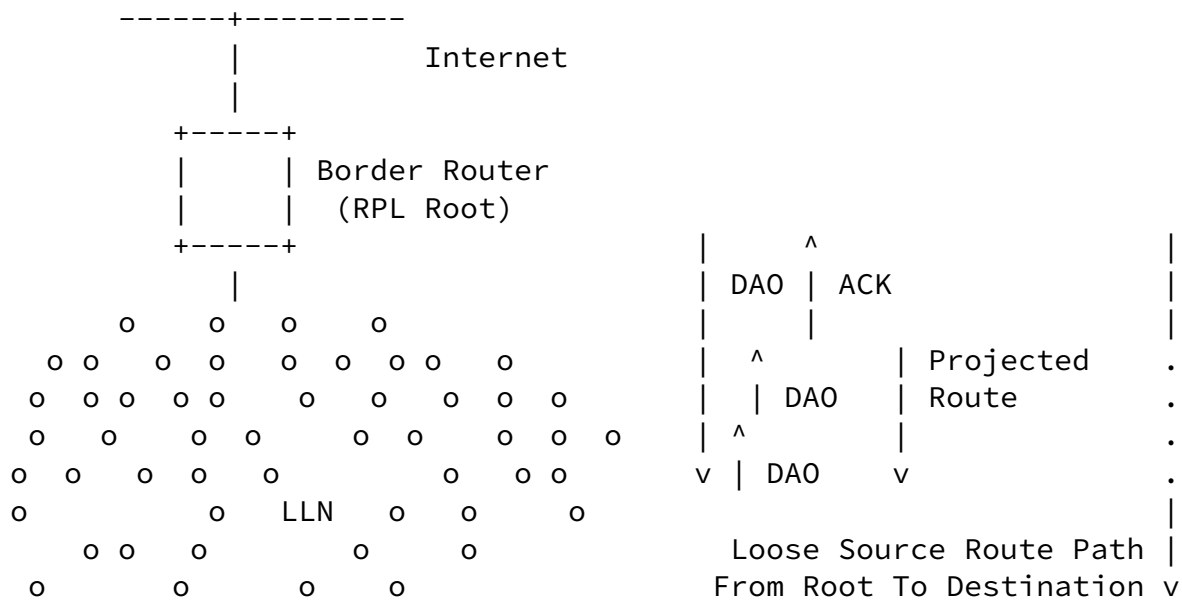 Internet
Border Router
(RPL Root)
DAO ACK
Projected
DAO Route
DAO
LLN
Loose Source Route Path
From Root To Destination